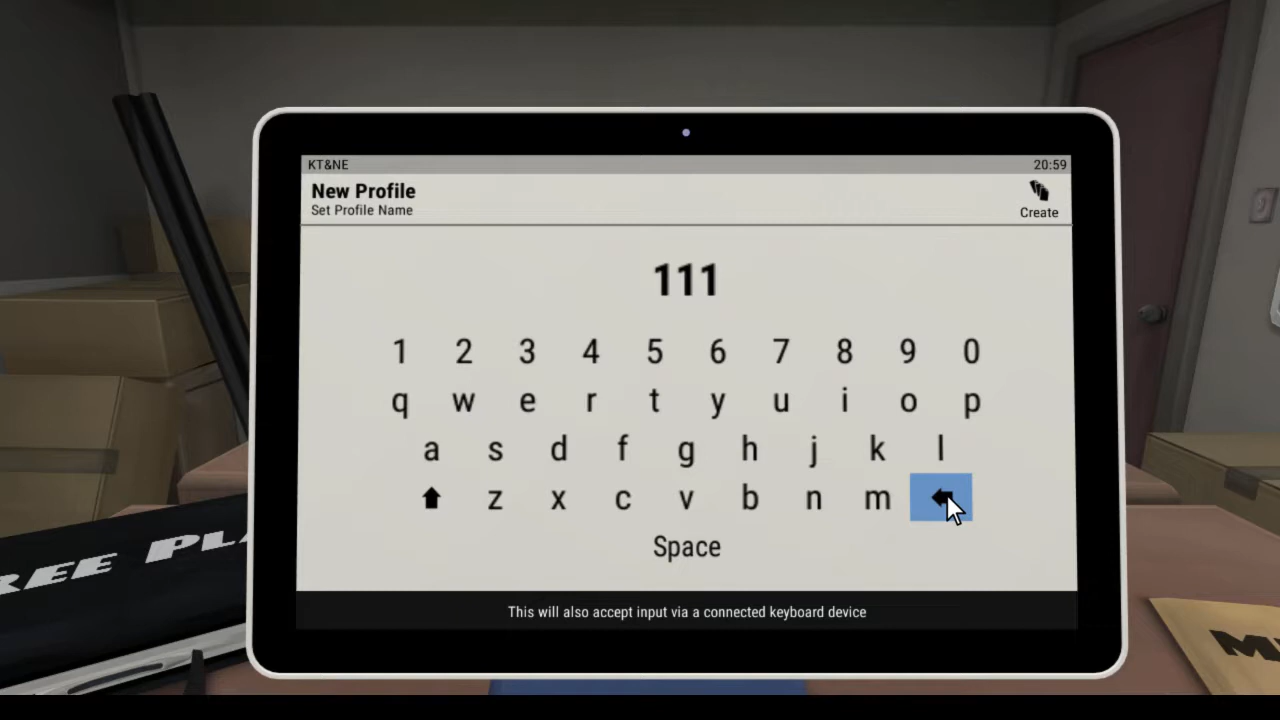 KT&NE
20:59
New Profile
Set Profile Name
Create
111
1 2 3 4 5 6 7 8 9 0
q w e r t y u i o p
a s d f g h j k l
z x c v b n m
Space
This will also accept input via a connected keyboard device